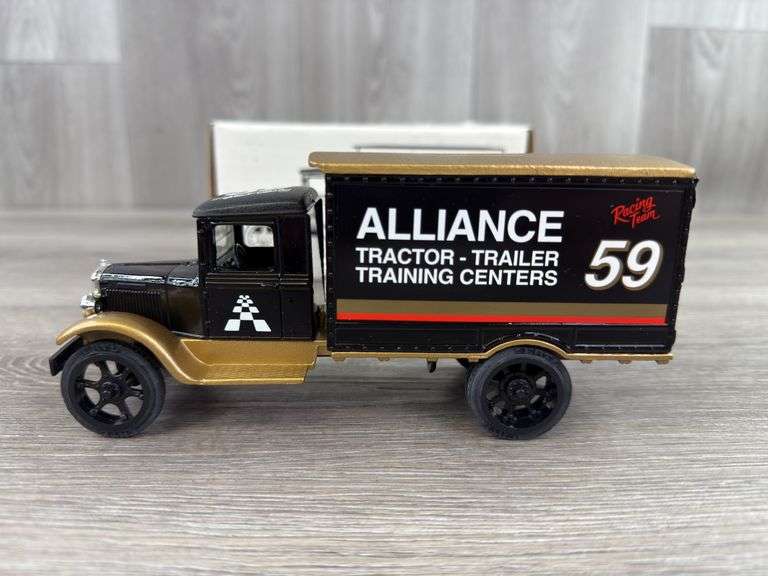 ALLIANCE
TRACTOR - TRAILER
TRAINING CENTERS
Racing
Team
59